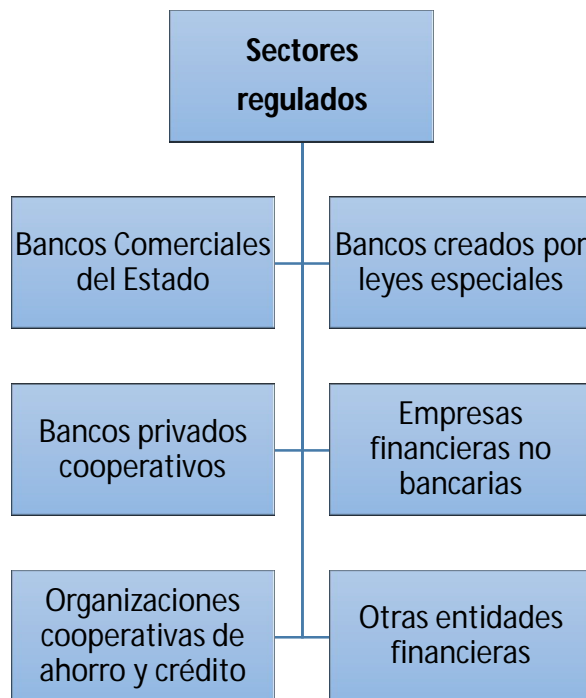 Sectores
regulados
Bancos Comerciales
del Estado
Bancos creados por
leyes especiales
Bancos privados
cooperativos
Empresas
financieras no
bancarias
Organizaciones
cooperativas de
ahorro y crédito
Otras entidades
financieras